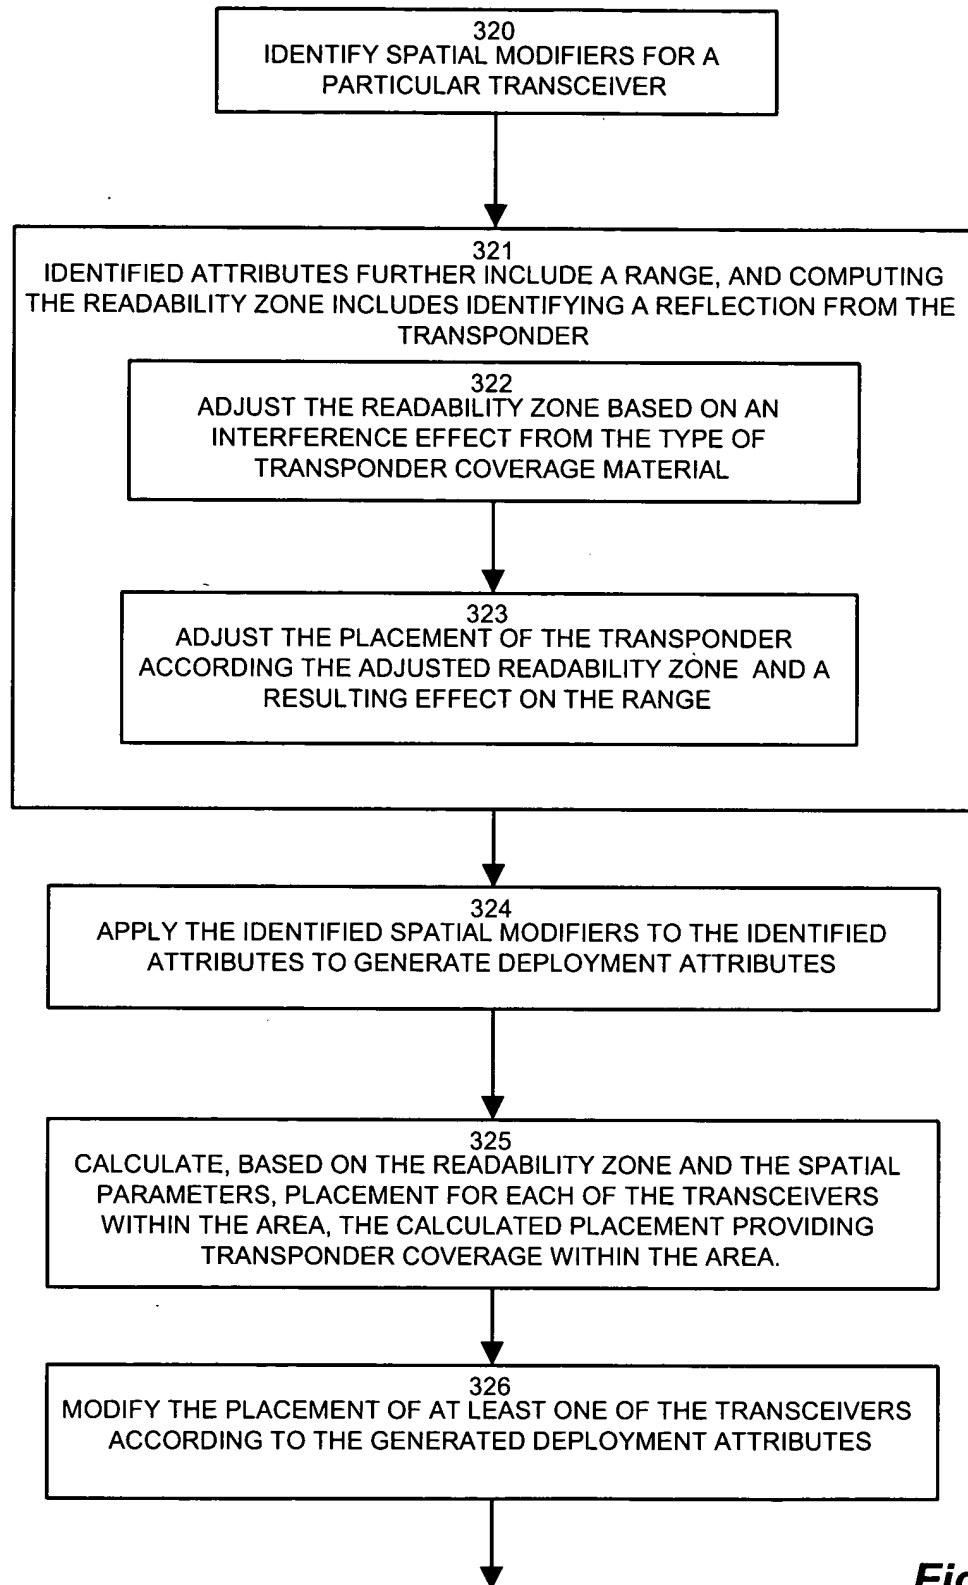 320
IDENTIFY SPATIAL MODIFIERS FOR A
PARTICULAR TRANSCEIVER
321
IDENTIFIED ATTRIBUTES FURTHER INCLUDE A RANGE, AND COMPUTING
THE READABILITY ZONE INCLUDES IDENTIFYING A REFLECTION FROM THE
TRANSPONDER
322
ADJUST THE READABILITY ZONE BASED ON AN
INTERFERENCE EFFECT FROM THE TYPE OF
TRANSPONDER COVERAGE MATERIAL
323
ADJUST THE PLACEMENT OF THE TRANSPONDER
ACCORDING THE ADJUSTED READABILITY ZONE AND A
RESULTING EFFECT ON THE RANGE
324
APPLY THE IDENTIFIED SPATIAL MODIFIERS TO THE IDENTIFIED
ATTRIBUTES TO GENERATE DEPLOYMENT ATTRIBUTES
325
CALCULATE, BASED ON THE READABILITY ZONE AND THE SPATIAL
PARAMETERS, PLACEMENT FOR EACH OF THE TRANSCEIVERS
WITHIN THE AREA, THE CALCULATED PLACEMENT PROVIDING
TRANSPONDER COVERAGE WITHIN THE AREA.
326
MODIFY THE PLACEMENT OF AT LEAST ONE OF THE TRANSCEIVERS
ACCORDING TO THE GENERATED DEPLOYMENT ATTRIBUTES